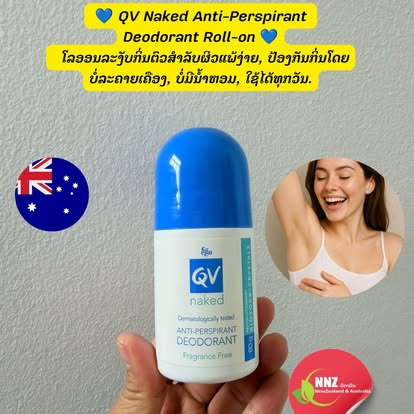 💙 QV Naked Anti-Perspirant
Deodorant Roll-on 💙
ໂລອອນລະງັບກິ່ນຕົວສຳລັບຜິວແພ້ງ່າຍ, ປ້ອງກັນກິ່ນໂດຍ
ບໍ່ລະຄາຍເຄືອງ, ບໍ່ມີນ້ຳຫອມ, ໃຊ້ໄດ້ທຸກວັນ.
Ego
QV
naked
Dermatologically tested
ANTI-PERSPIRANT
DEODORANT
Fragrance Free
80 g
NNZ
NewZealand & Australia